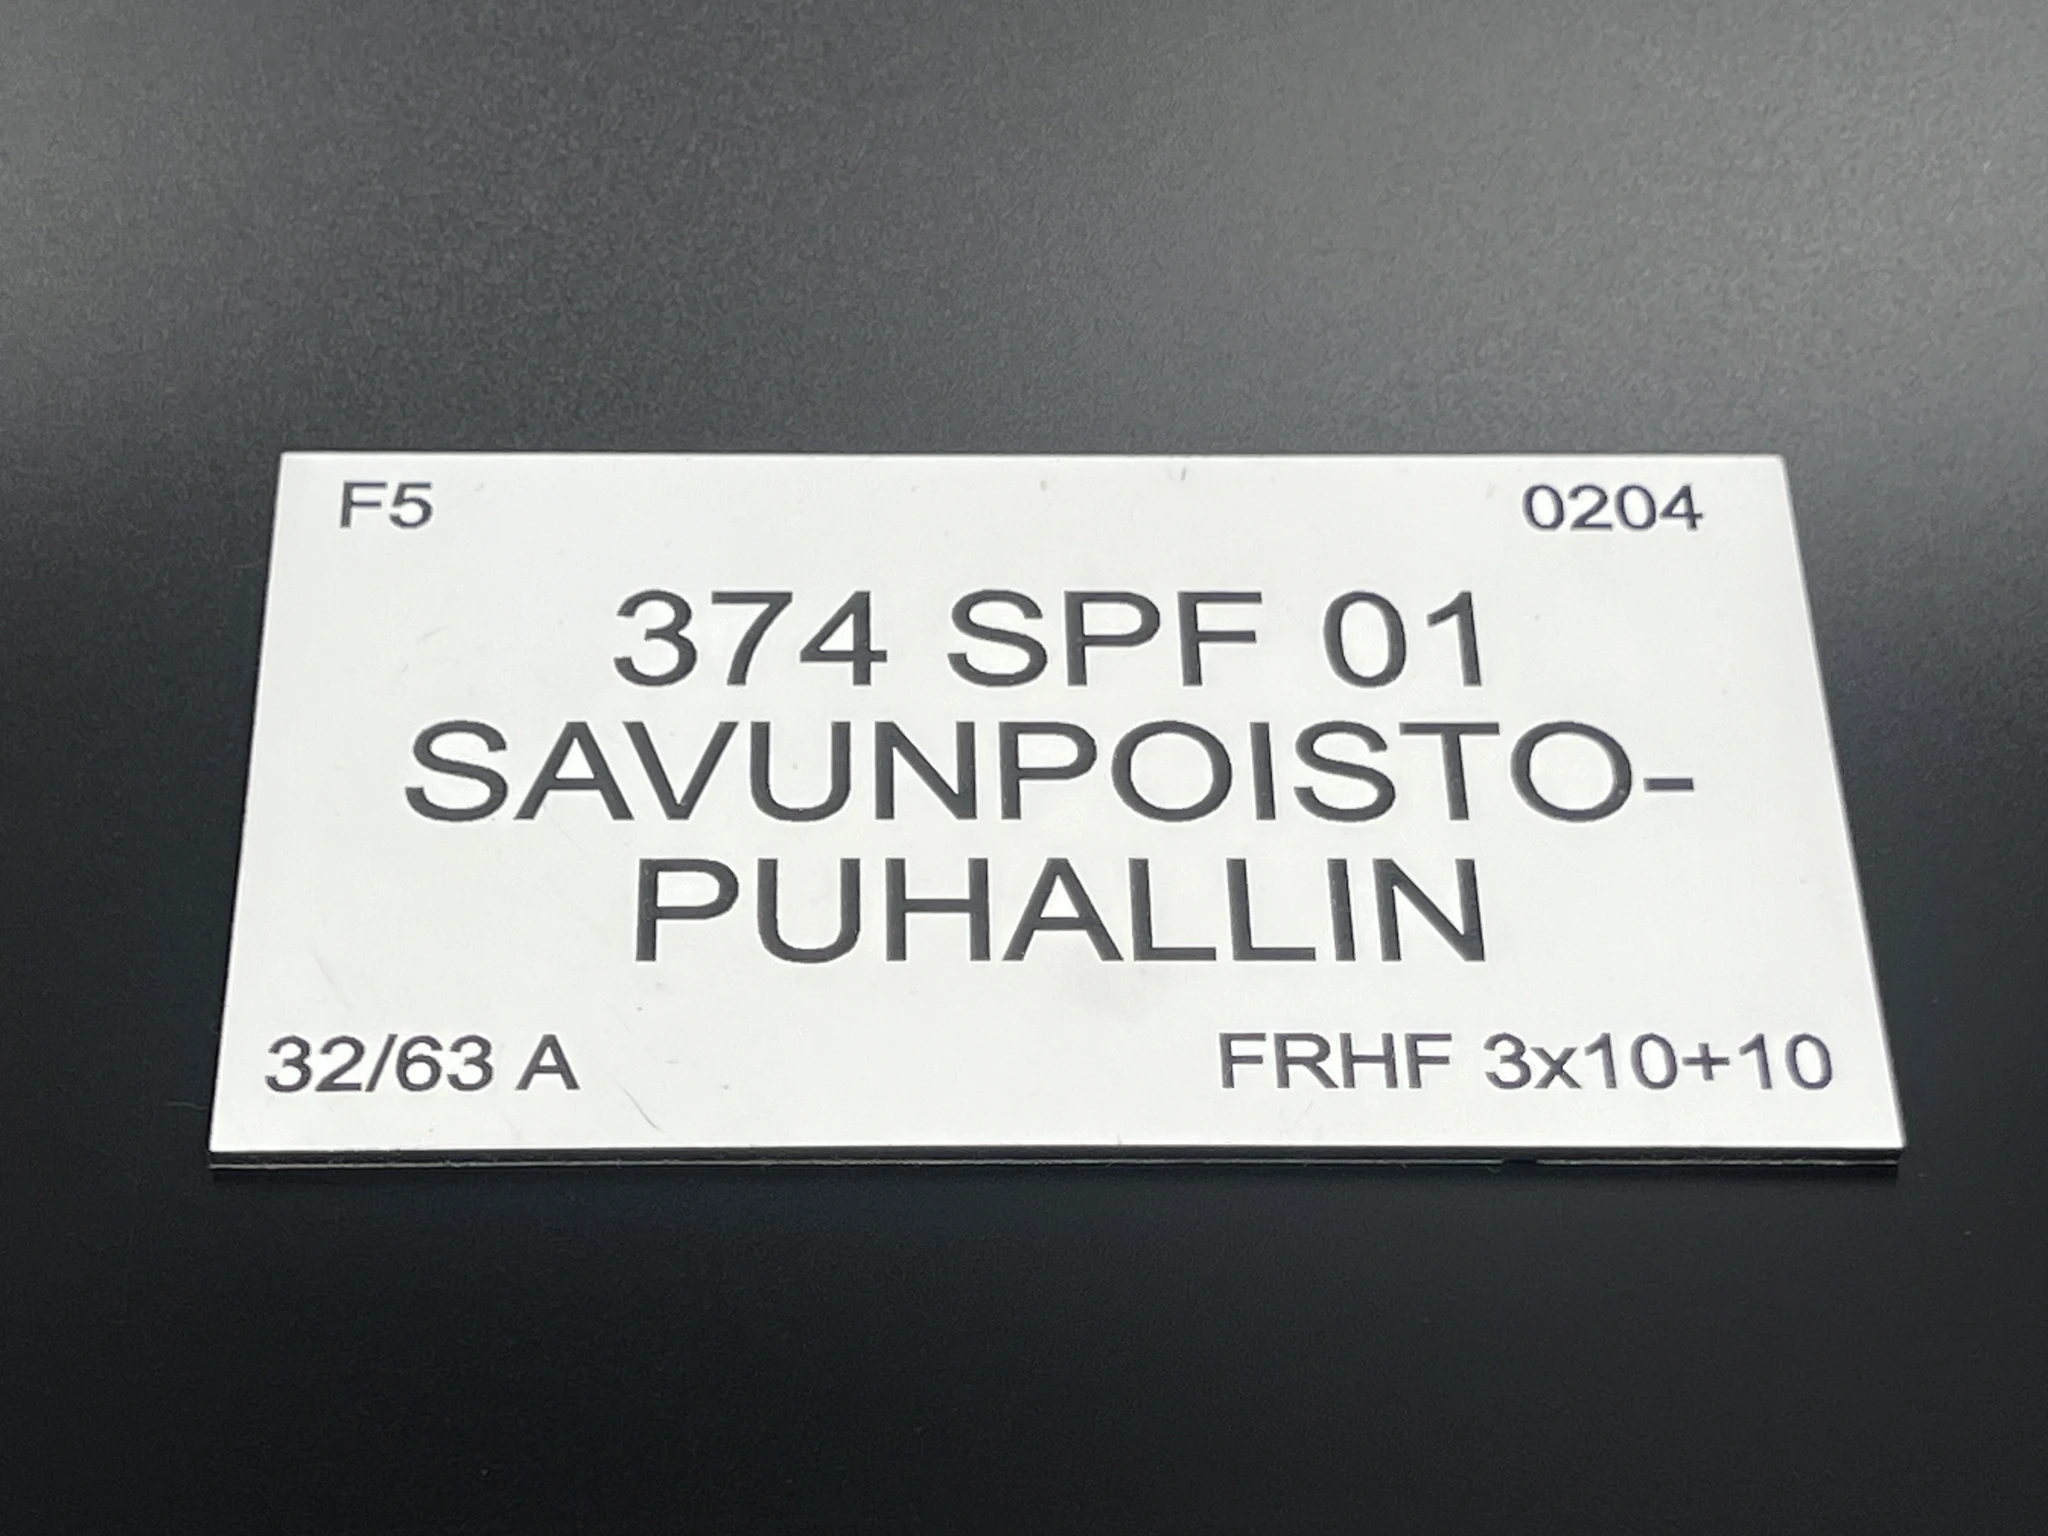 F5 0204
374 SPF 01
SAVUNPOISTO-
PUHALLIN
32/63 A FRHF 3x10+10